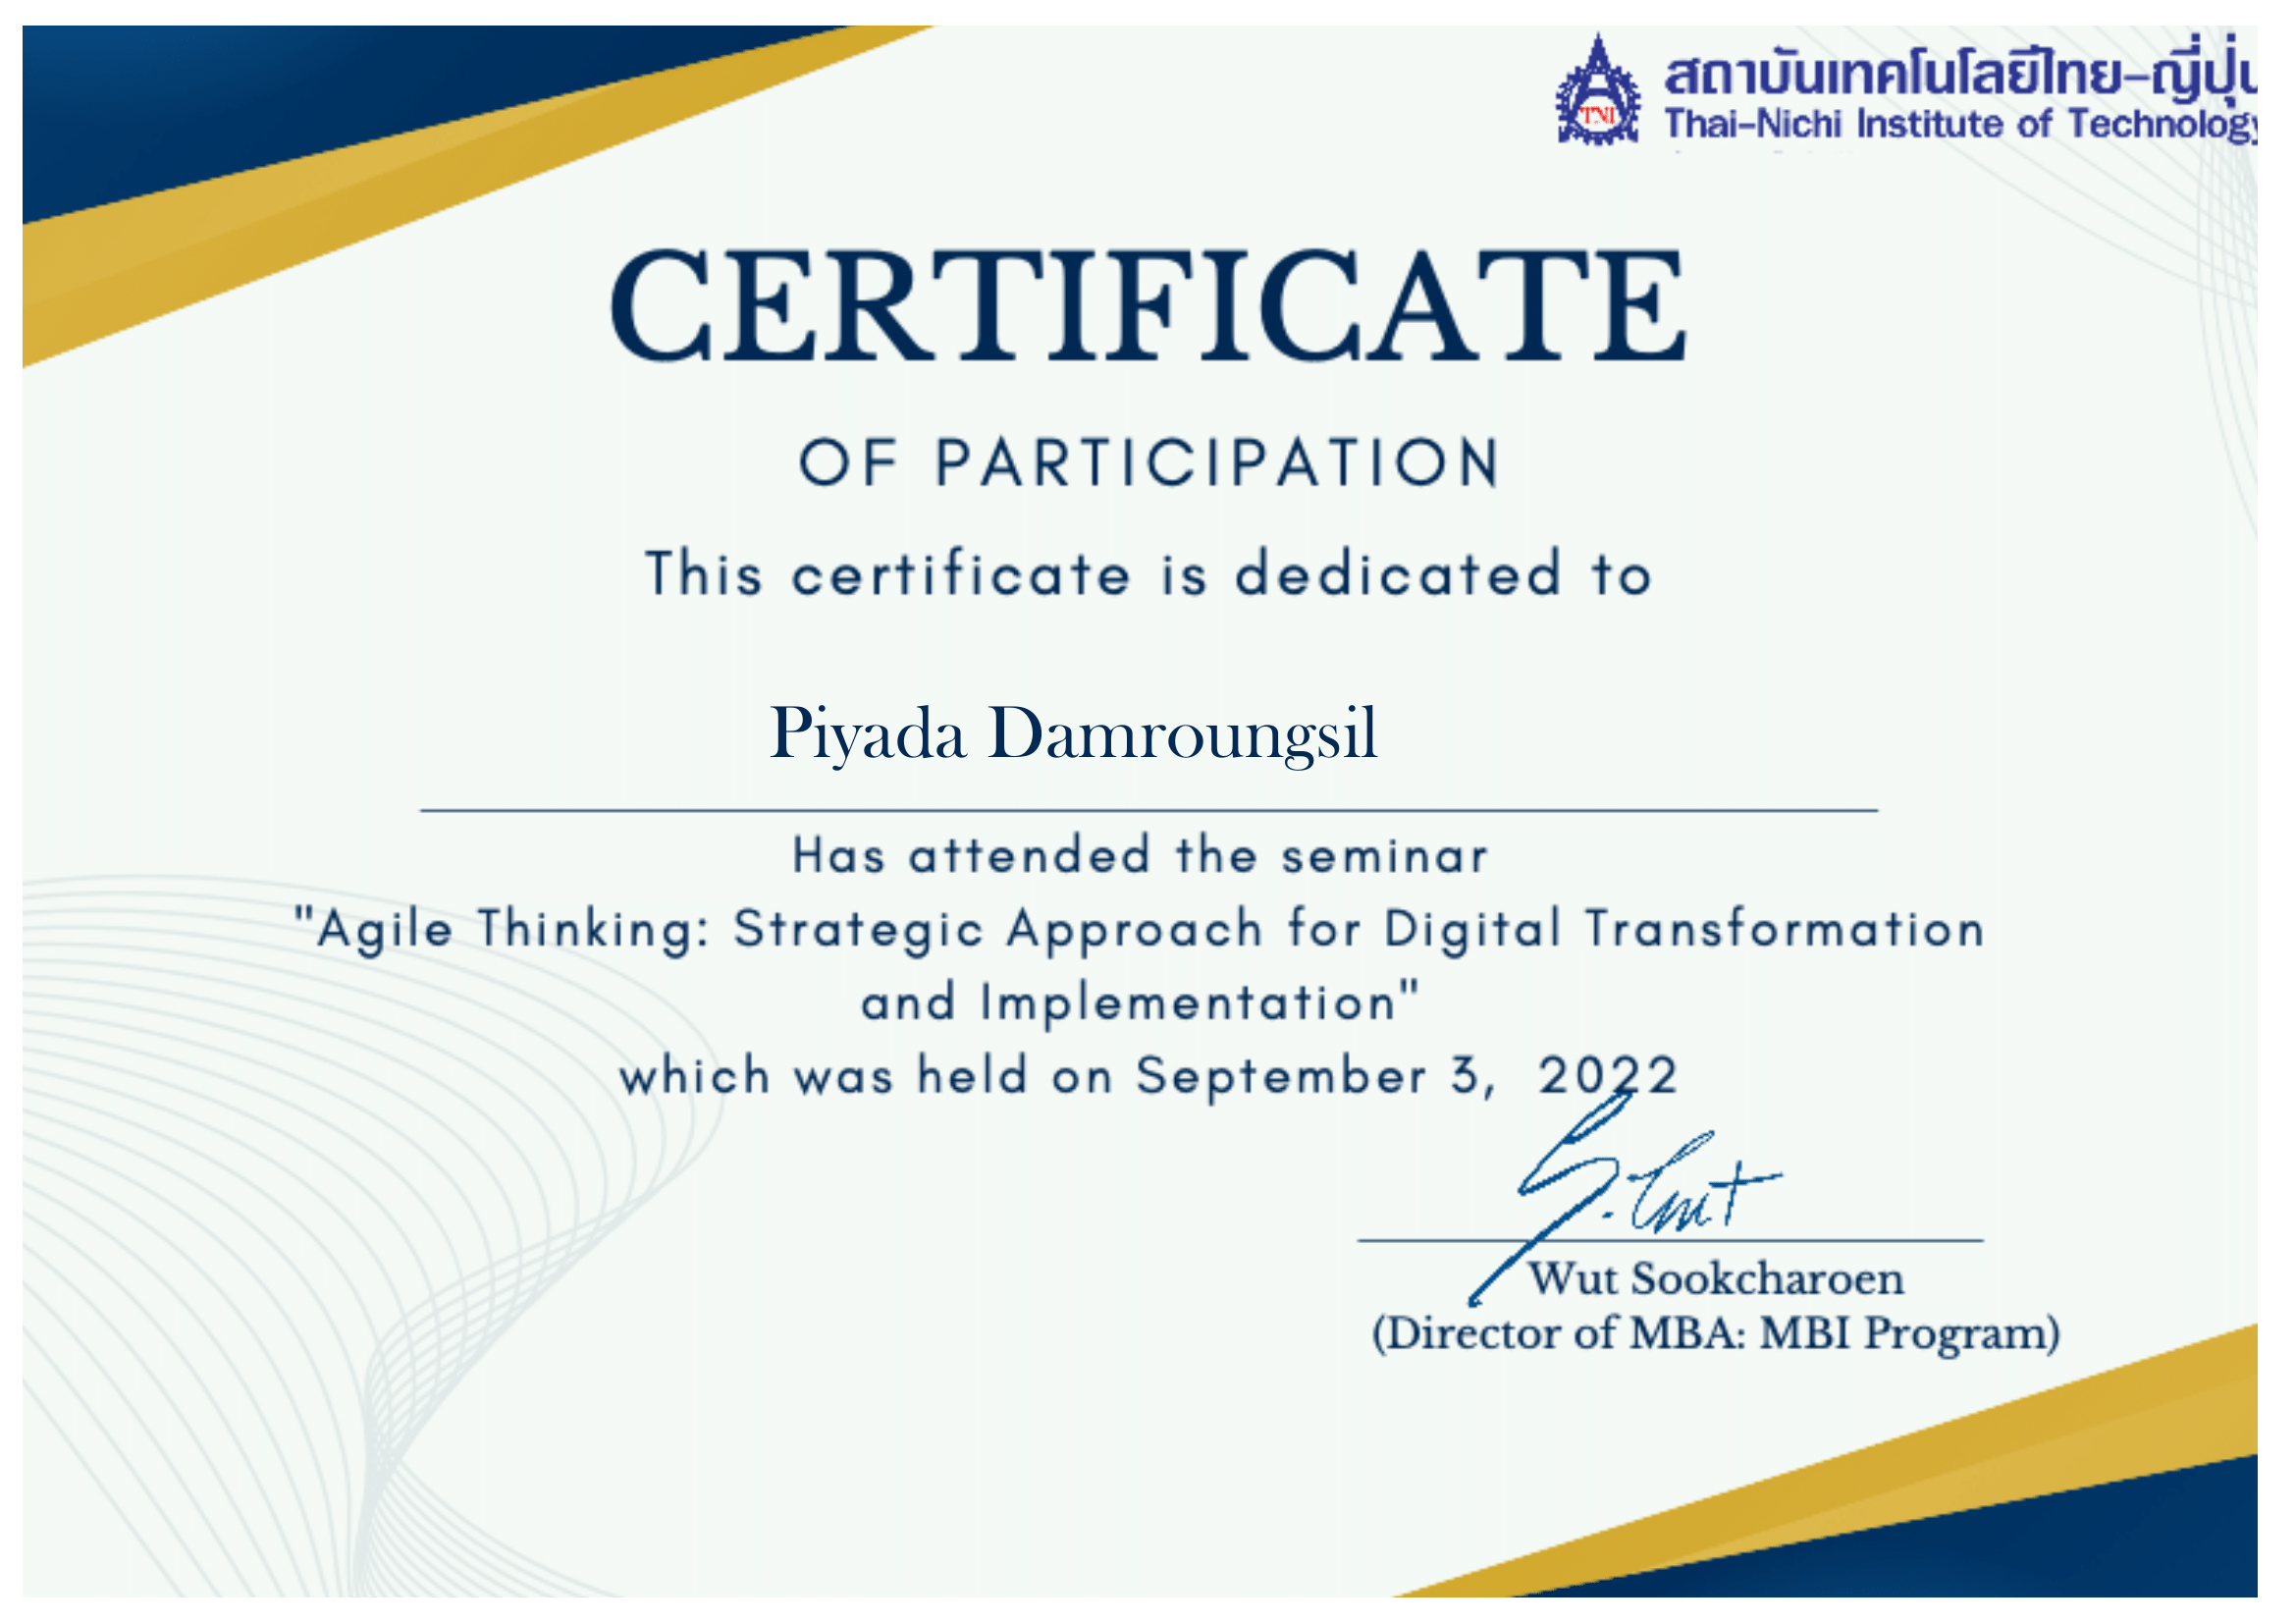 สถาบันเทคโนโลยีไทย-ญี่ปุ่น
Thai-Nichi Institute of Technology
TNI
CERTIFICATE
OF PARTICIPATION
This certificate is dedicated to
Piyada Damroungsil
Has attended the seminar
"Agile Thinking: Strategic Approach for Digital Transformation
and Implementation"
which was held on September 3, 2022
S. Wut
Wut Sookcharoen
(Director of MBA: MBI Program)